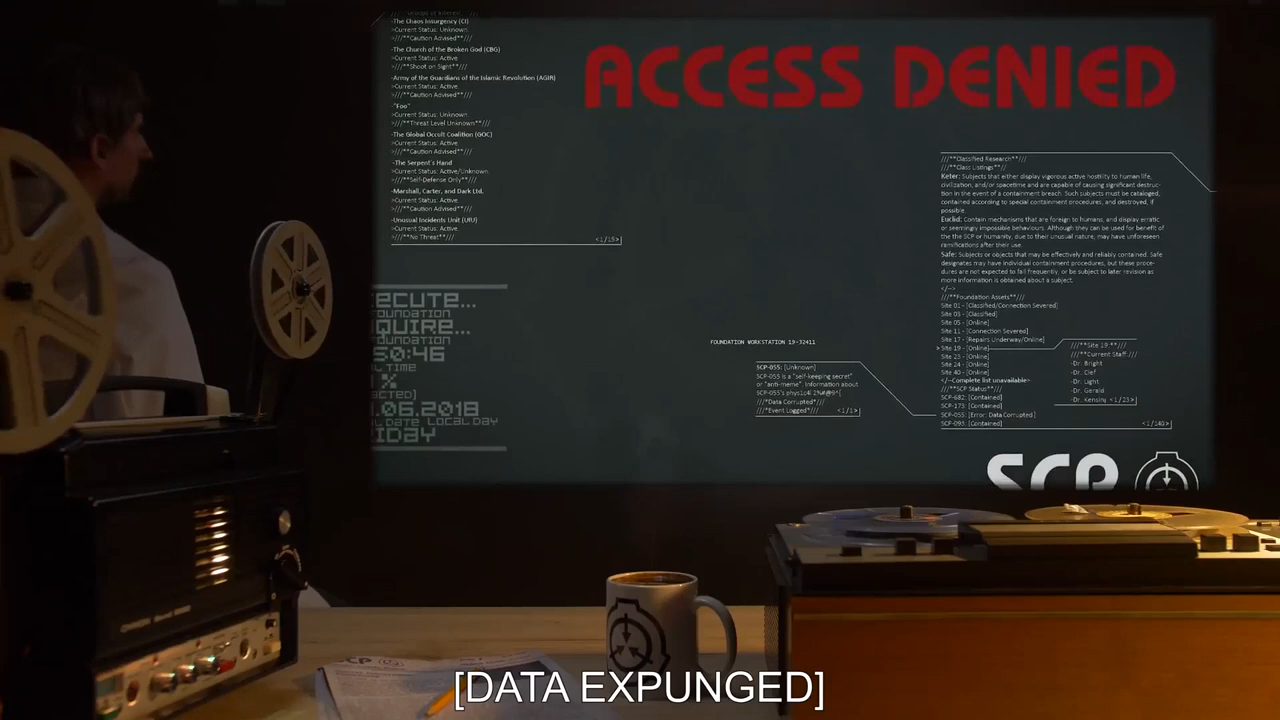 -The Chaos Insurgency (CI)
>Current Status: Unknown.
>///**Caution Advised**///
-The Church of the Broken God (CBG)
>Current Status: Active
>///**Shoot on Sight**///
-Army of the Guardians of the Islamic Revolution (AGIR)
>Current Status: Active.
>///**Caution Advised**///
-"Foo"
>Current Status: Unknown
>///**Threat Level Unknown**///
-The Global Occult Coalition (GOC)
>Current Status: Active.
>///**Caution Advised**///
-The Serpent's Hand
>Current Status: Active/Unknown.
>///**Self-Defense Only**///
-Marshall, Carter, and Dark Ltd.
>Current Status: Active.
>///**Caution Advised**///
-Unusual Incidents Unit (UIU)
>Current Status: Active.
>///**No Threat**///
<1/15>
ACCESS DENIED
///**Classified Research**///
///**Class Listings**//
Keter: Subjects that either display vigorous active hostility to human life,
civilization, and/or spacetime and are capable of causing significant destruc-
tion in the event of a containment breach. Such subjects must be cataloged,
contained according to special containment procedures, and destroyed, if
possible.
Euclid: Contain mechanisms that are foreign to humans, and display erratic
or seemingly impossible behaviours. Although they can be used for benefit of
the the SCP or humanity, due to their unusual nature, may have unforeseen
ramifications after their use.
Safe: Subjects or objects that may be effectively and reliably contained. Safe
designates may have individual containment procedures, but these proce-
dures are not expected to fail frequently, or be subject to later revision as
more information is obtained about a subject.
</-->
///**Foundation Assets**///
Site 01 - [Classified/Connection Severed]
Site 03 - [Classified]
Site 05 - [Online]
Site 11 - [Connection Severed]
Site 17 - [Repairs Underway/Online]
> Site 19 - [Online]
Site 23 - [Online]
Site 24 - [Online]
Site 40 - [Online]
</--Complete list unavailable>
///**SCP Status**///
SCP-682: [Contained]
SCP-173: [Contained]
SCP-055: [Error: Data Corrupted]
SCP-093: [Contained]
<1/140>
///**Site 19:**///
///**Current Staff:*//
-Dr. Bright
-Dr. Clef
-Dr. Light
-Dr. Gerald
-Dr. Kensing <1/23>
FOUNDATION WORKSTATION 19-32411
SCP-055: [Unknown]
SCP-055 is a "self-keeping secret"
or "anti-meme". Information about
///*Data Corrupted*///
///**Event Logged*/// <1/1>
ECUTE...
FOUNDATION
QUIRE...
FOUNDATION
50:46
TIME
%
.06.2018
DATE LOCAL DAY
IDAY
SCP
SCP
[DATA EXPUNGED]